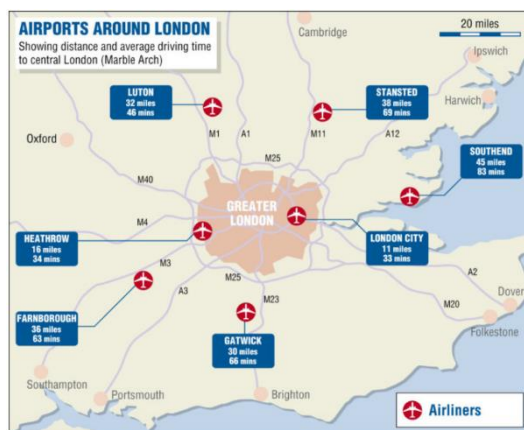 AIRPORTS AROUND LONDON
Showing distance and average driving time
to central London (Marble Arch)
20 miles
Cambridge
Ipswich
LUTON
32 miles
46 mins
STANSTED
38 miles
69 mins
Harwich
Oxford
M1
A1
M11
A12
SOUTHEND
45 miles
83 mins
M25
M40
GREATER
LONDON
M4
HEATHROW
16 miles
34 mins
LONDON CITY
11 miles
33 mins
M3
M25
A2
A3
M23
M20
Dover
FARNBOROUGH
36 miles
63 mins
GATWICK
30 miles
66 mins
Folkestone
Southampton
Portsmouth
Brighton
Airliners